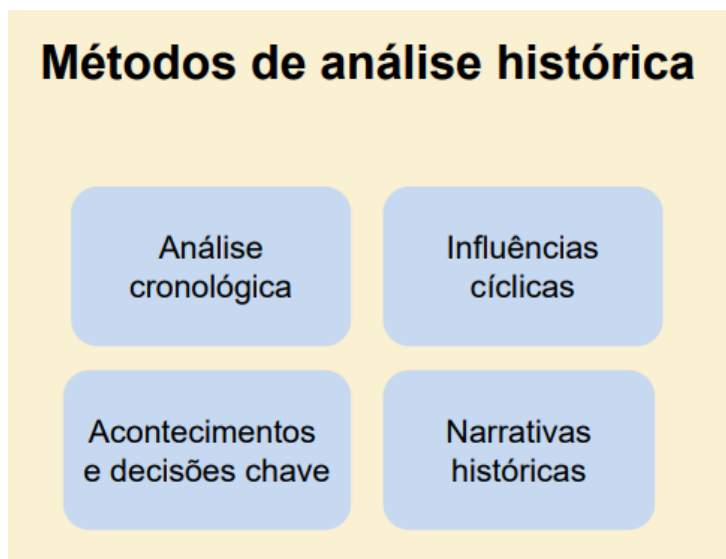 Métodos de análise histórica
Análise
cronológica
Influências
cíclicas
Acontecimentos
e decisões chave
Narrativas
históricas